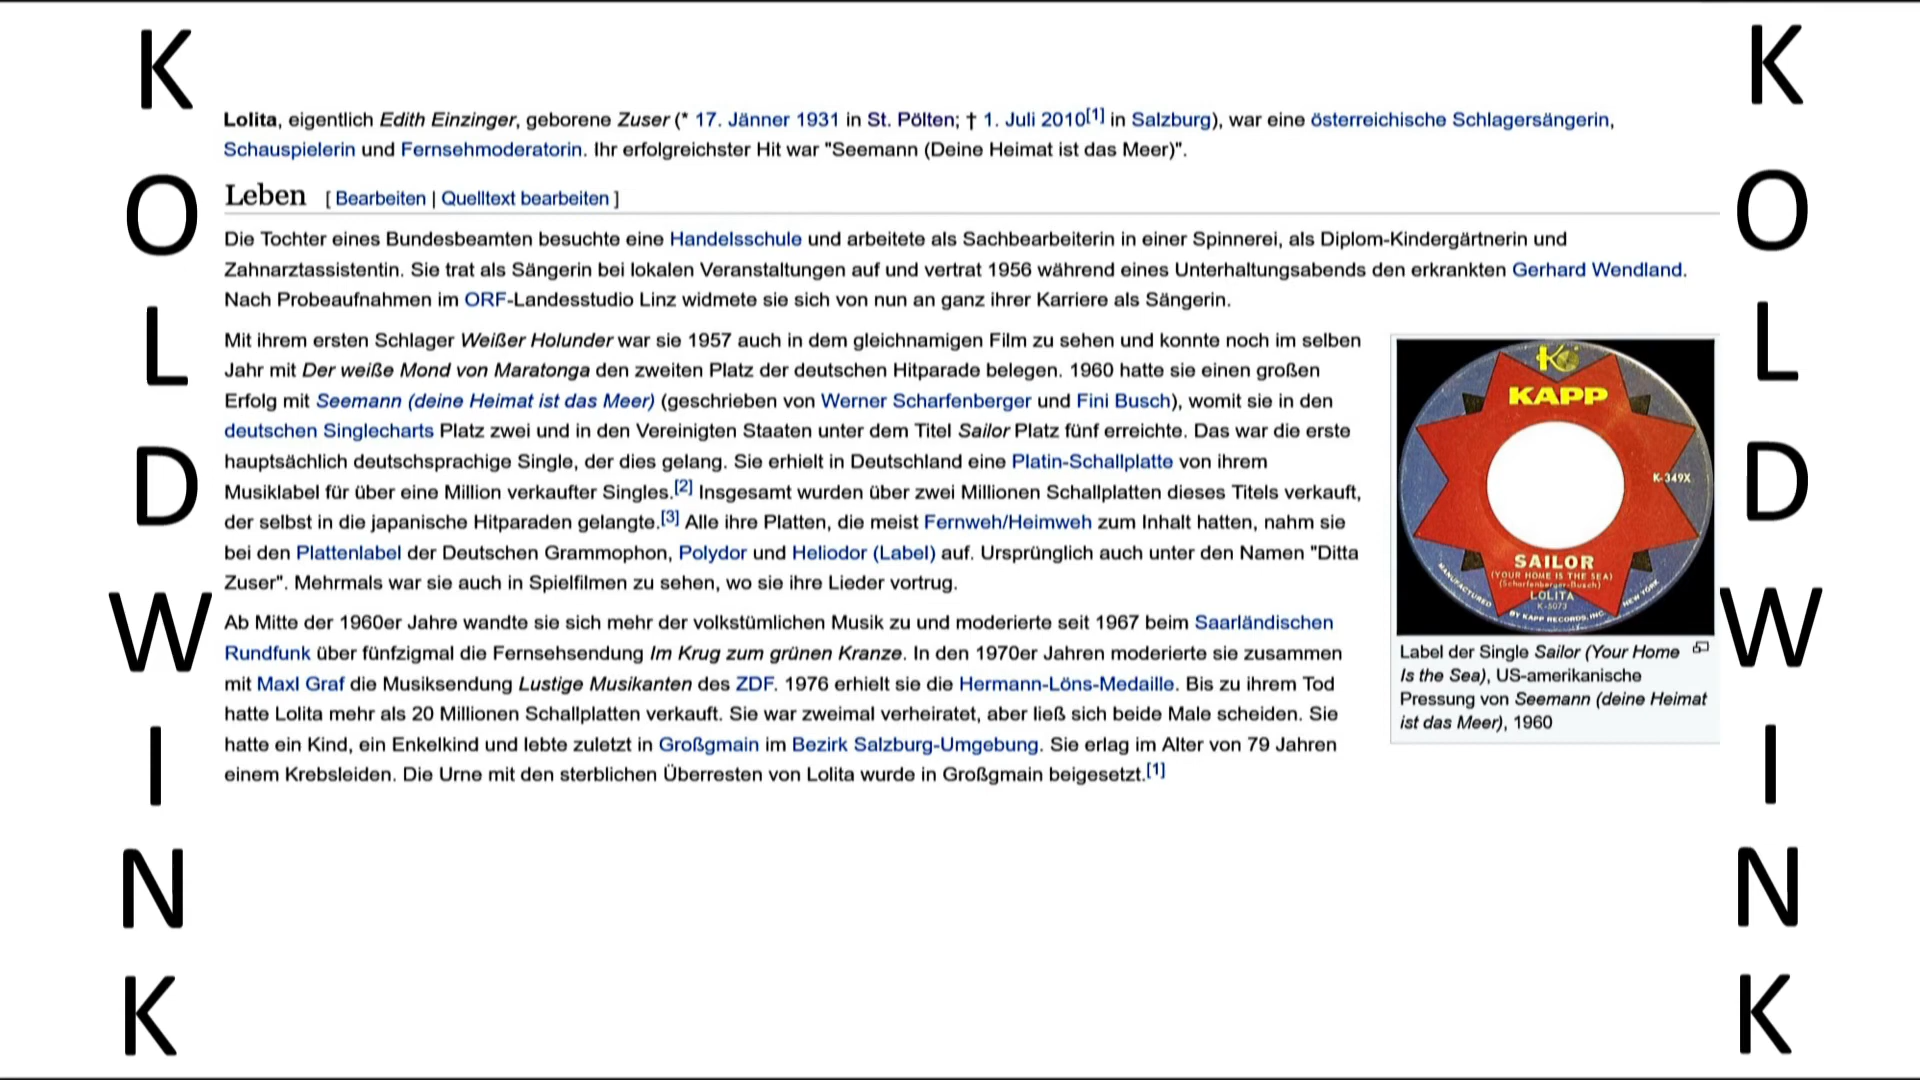 K
O
L
D
W
I
N
K
Lolita, eigentlich Edith Einzinger, geborene Zuser (* 17. Jänner 1931 in St. Pölten; † 1. Juli 2010[1] in Salzburg), war eine österreichische Schlagersängerin,
Schauspielerin und Fernsehmoderatorin. Ihr erfolgreichster Hit war "Seemann (Deine Heimat ist das Meer)".
Leben [ Bearbeiten | Quelltext bearbeiten ]
Die Tochter eines Bundesbeamten besuchte eine Handelsschule und arbeitete als Sachbearbeiterin in einer Spinnerei, als Diplom-Kindergärtnerin und
Zahnarztassistentin. Sie trat als Sängerin bei lokalen Veranstaltungen auf und vertrat 1956 während eines Unterhaltungsabends den erkrankten Gerhard Wendland.
Nach Probeaufnahmen im ORF-Landesstudio Linz widmete sie sich von nun an ganz ihrer Karriere als Sängerin.
Mit ihrem ersten Schlager Weißer Holunder war sie 1957 auch in dem gleichnamigen Film zu sehen und konnte noch im selben
Jahr mit Der weiße Mond von Maratonga den zweiten Platz der deutschen Hitparade belegen. 1960 hatte sie einen großen
Erfolg mit Seemann (deine Heimat ist das Meer) (geschrieben von Werner Scharfenberger und Fini Busch), womit sie in den
deutschen Singlecharts Platz zwei und in den Vereinigten Staaten unter dem Titel Sailor Platz fünf erreichte. Das war die erste
hauptsächlich deutschsprachige Single, der dies gelang. Sie erhielt in Deutschland eine Platin-Schallplatte von ihrem
Musiklabel für über eine Million verkaufter Singles.[2] Insgesamt wurden über zwei Millionen Schallplatten dieses Titels verkauft,
der selbst in die japanische Hitparaden gelangte.[3] Alle ihre Platten, die meist Fernweh/Heimweh zum Inhalt hatten, nahm sie
bei den Plattenlabel der Deutschen Grammophon, Polydor und Heliodor (Label) auf. Ursprünglich auch unter den Namen "Ditta
Zuser". Mehrmals war sie auch in Spielfilmen zu sehen, wo sie ihre Lieder vortrug.
Ab Mitte der 1960er Jahre wandte sie sich mehr der volkstümlichen Musik zu und moderierte seit 1967 beim Saarländischen
Rundfunk über fünfzigmal die Fernsehsendung Im Krug zum grünen Kranze. In den 1970er Jahren moderierte sie zusammen
mit Maxl Graf die Musiksendung Lustige Musikanten des ZDF. 1976 erhielt sie die Hermann-Löns-Medaille. Bis zu ihrem Tod
hatte Lolita mehr als 20 Millionen Schallplatten verkauft. Sie war zweimal verheiratet, aber ließ sich beide Male scheiden. Sie
hatte ein Kind, ein Enkelkind und lebte zuletzt in Großgmain im Bezirk Salzburg-Umgebung. Sie erlag im Alter von 79 Jahren
einem Krebsleiden. Die Urne mit den sterblichen Überresten von Lolita wurde in Großgmain beigesetzt.[1]
K
KAPP
K-349X
SAILOR
(YOUR HOME IS THE SEA)
(Scharfenberger-Busch)
LOLITA
K-5073
MANUFACTURED BY KAPP RECORDS, INC. NEW YORK
Label der Single Sailor (Your Home
Is the Sea), US-amerikanische
Pressung von Seemann (deine Heimat
ist das Meer), 1960
K
O
L
D
W
I
N
K